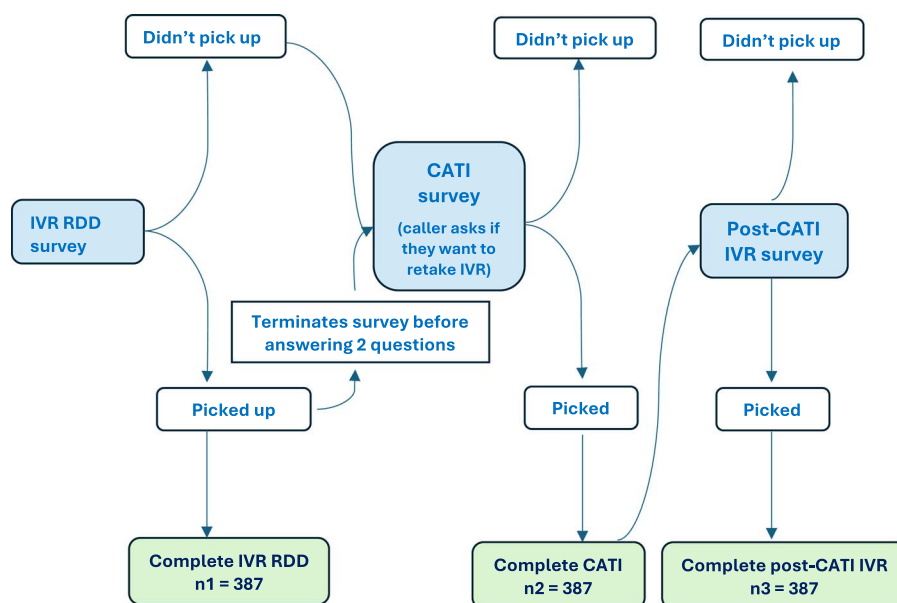 Didn’t pick up
Didn’t pick up
Didn’t pick up
IVR RDD
survey
CATI
survey
(caller asks if
they want to
retake IVR)
Post-CATI
IVR survey
Terminates survey before
answering 2 questions
Picked up
Picked
Picked
Complete IVR RDD
n1 = 387
Complete CATI
n2 = 387
Complete post-CATI IVR
n3 = 387